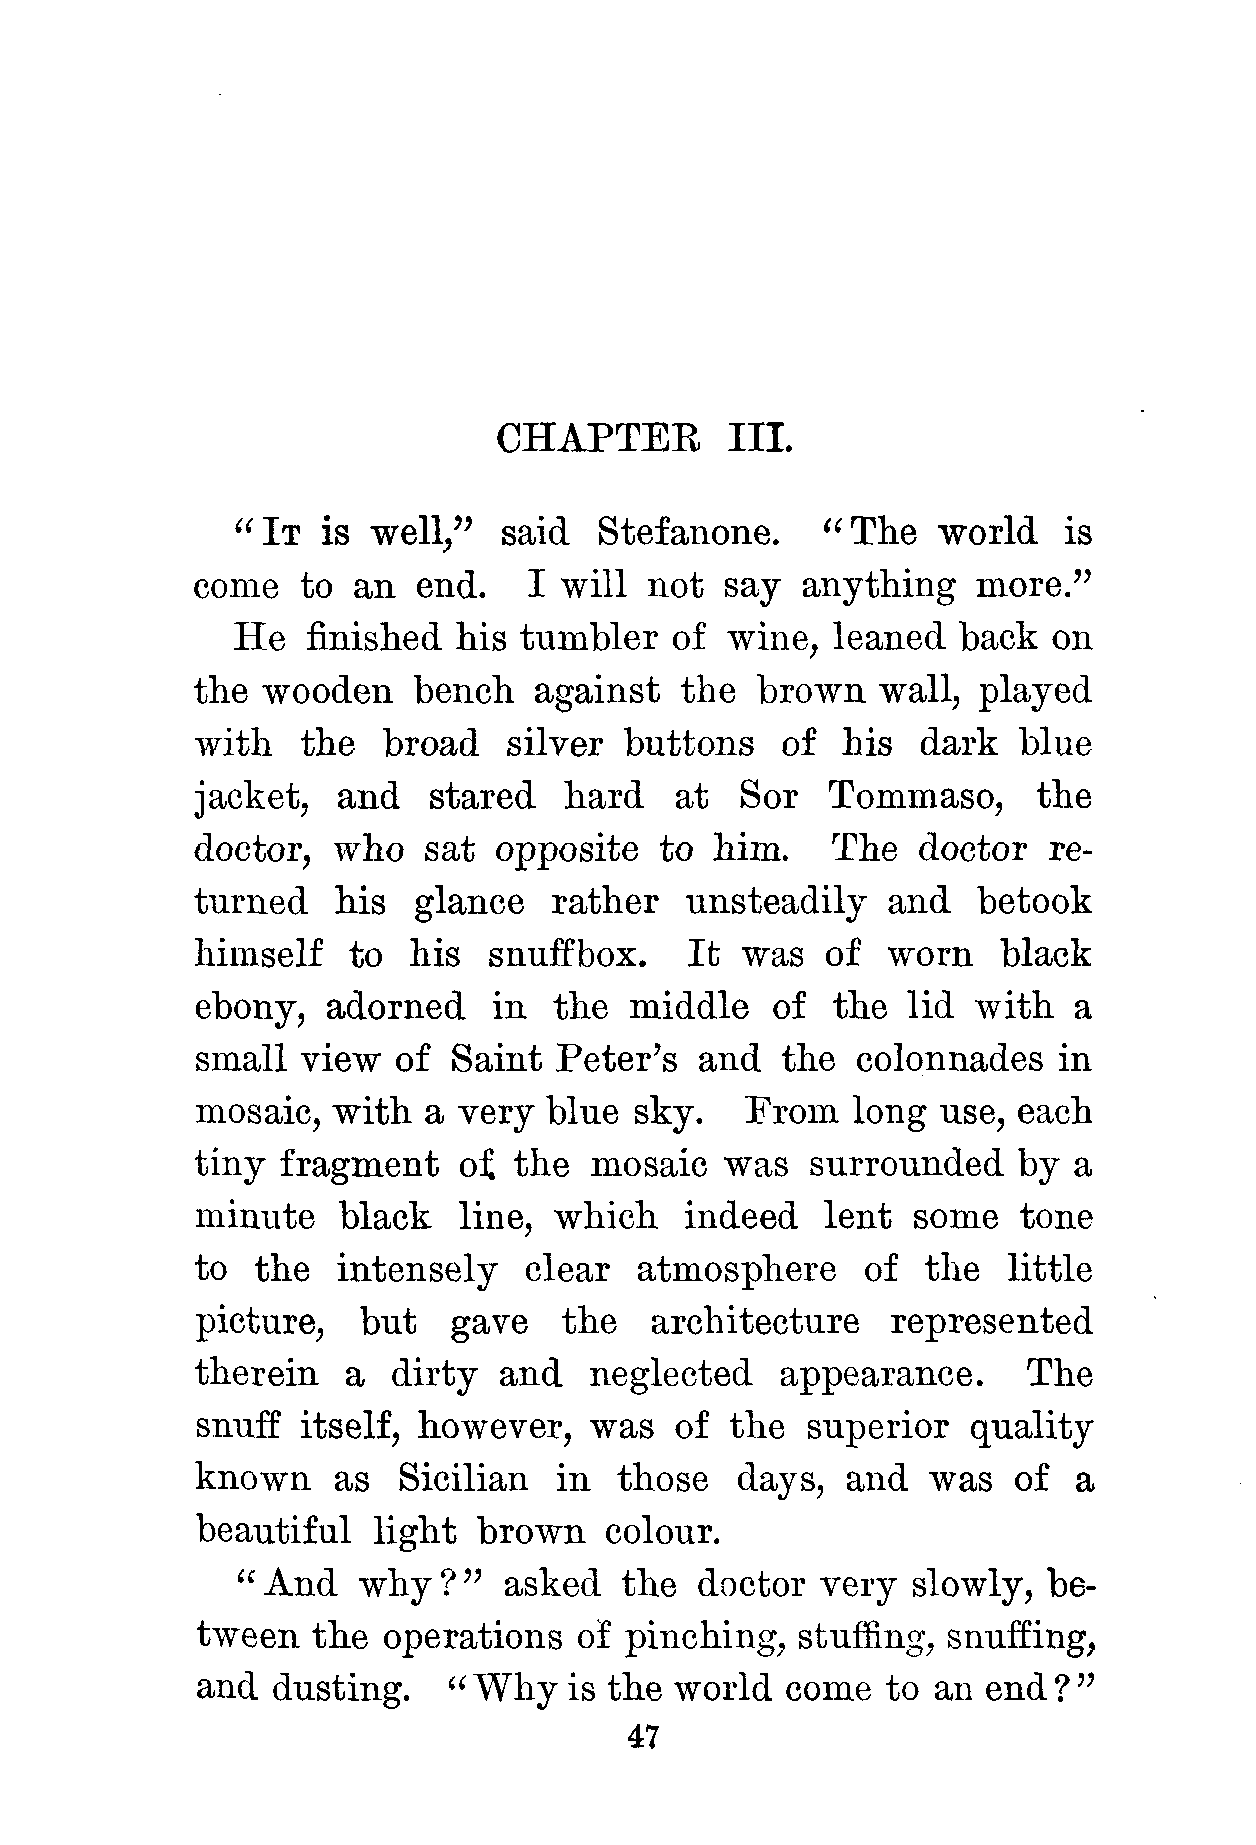 CHAPTER III.
“IT is well,” said Stefanone. “The world is
come to an end. I will not say anything more.”
He finished his tumbler of wine, leaned back on
the wooden bench against the brown wall, played
with the broad silver buttons of his dark blue
jacket, and stared hard at Sor Tommaso, the
doctor, who sat opposite to him. The doctor re-
turned his glance rather unsteadily and betook
himself to his snuffbox. It was of worn black
ebony, adorned in the middle of the lid with a
small view of Saint Peter’s and the colonnades in
mosaic, with a very blue sky. From long use, each
tiny fragment of the mosaic was surrounded by a
minute black line, which indeed lent some tone
to the intensely clear atmosphere of the little
picture, but gave the architecture represented
therein a dirty and neglected appearance. The
snuff itself, however, was of the superior quality
known as Sicilian in those days, and was of a
beautiful light brown colour.
“And why?” asked the doctor very slowly, be-
tween the operations of pinching, stuffing, snuffing,
and dusting. “Why is the world come to an end?”
47